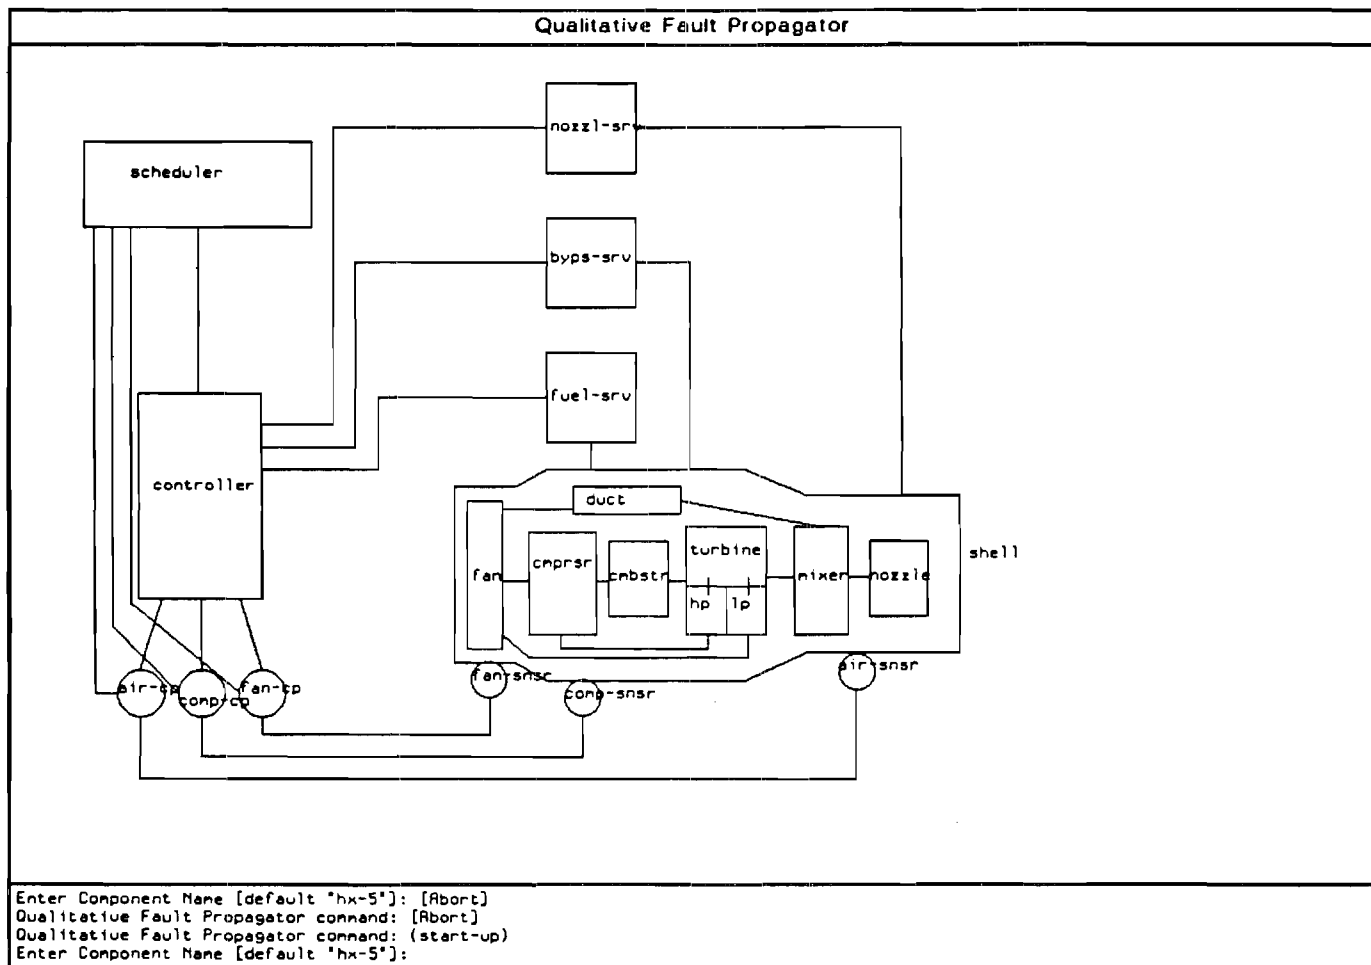 Qualitative Fault Propagator
nozzl-srv
scheduler
byps-srv
fuel-srv
controller
duct
shell
turbine
cmprsr
fan
cmbstr
mixer
nozzle
hp
lp
air-snsr
fan-snsr
air-cp
fan-cp
comp-cp
comp-snsr
Enter Component Name [default "hx-5"]: [Abort]
Qualitative Fault Propagator command: [Abort]
Qualitative Fault Propagator command: (start-up)
Enter Component Name [default "hx-5"]: